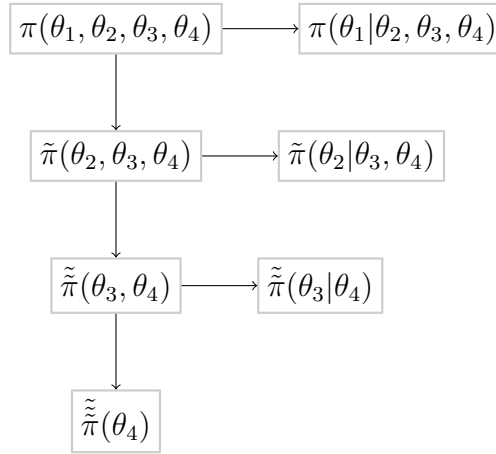 π(θ₁, θ₂, θ₃, θ₄) π(θ₁|θ₂, θ₃, θ₄)
π̃(θ₂, θ₃, θ₄) π̃(θ₂|θ₃, θ₄)
π̃̃(θ₃, θ₄) π̃̃(θ₃|θ₄)
π̃̃̃(θ₄)